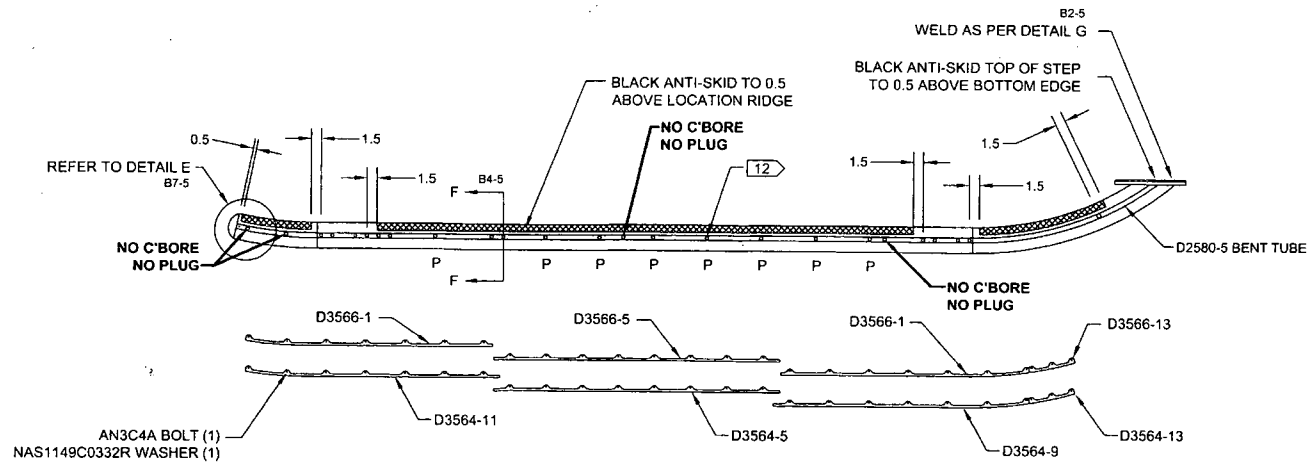 B2-5
WELD AS PER DETAIL G
BLACK ANTI-SKID TOP OF STEP
TO 0.5 ABOVE BOTTOM EDGE
BLACK ANTI-SKID TO 0.5
ABOVE LOCATION RIDGE
NO C'BORE
NO PLUG
0.5
1.5
1.5
12
1.5
1.5
1.5
REFER TO DETAIL E
B7-5
F
B4-5
NO C'BORE
NO PLUG
D2580-5 BENT TUBE
P
P
P
P
P
P
P
P
F
NO C'BORE
NO PLUG
D3566-1
D3566-5
D3566-1
D3566-13
D3564-11
D3564-5
D3564-9
D3564-13
AN3C4A BOLT (1)
NAS1149C0332R WASHER (1)